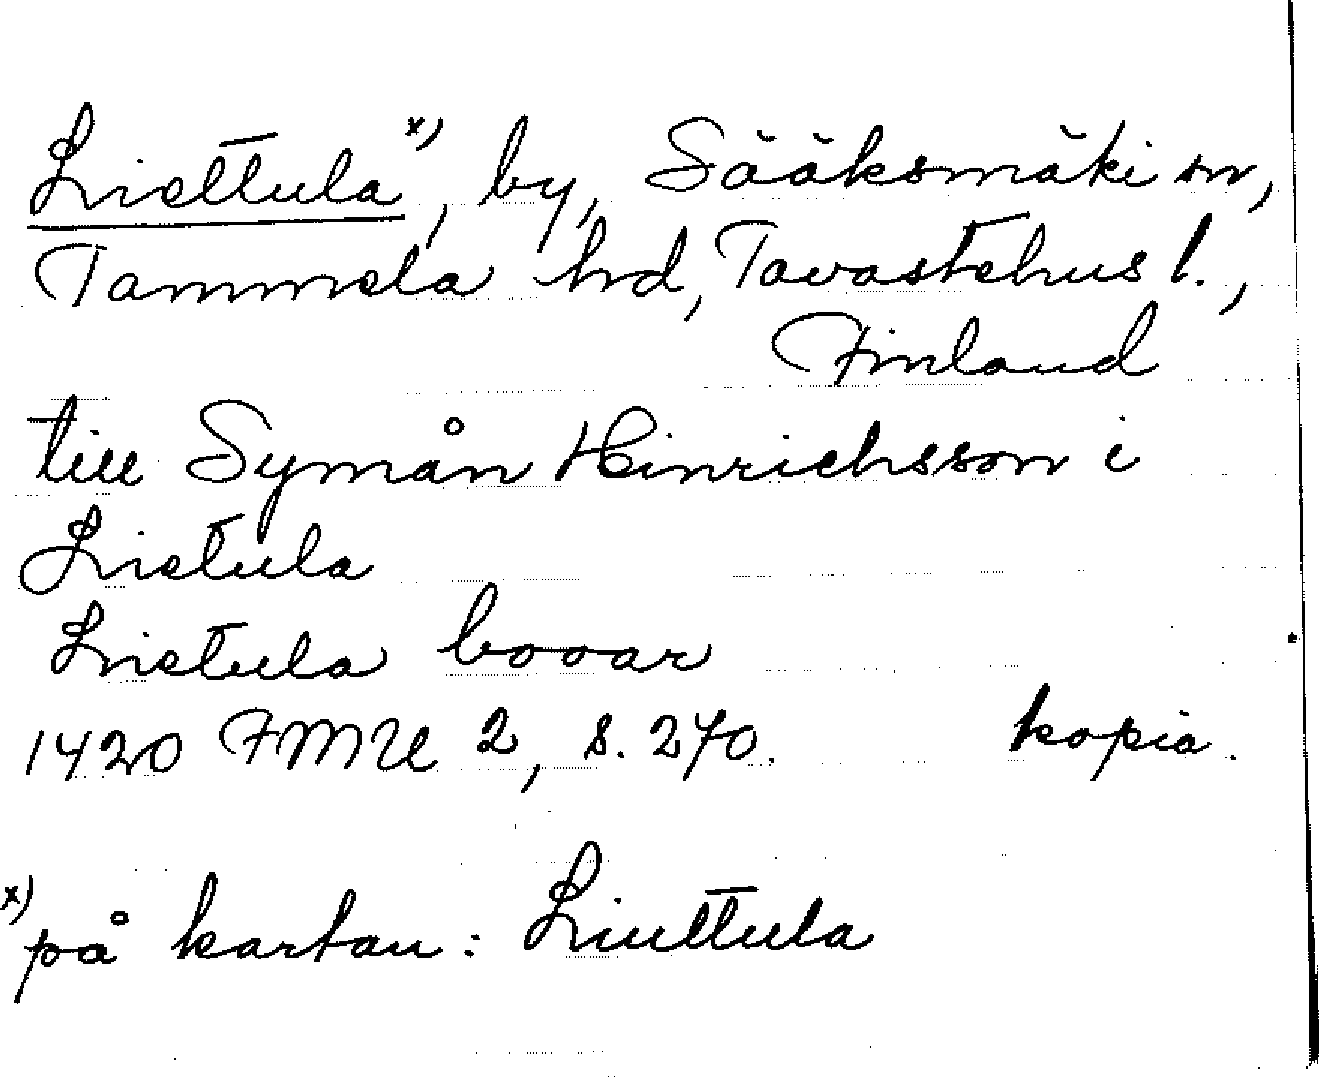 Liettula x), by, Sääksmäki sn,
Tammela hd, Tavastehus l.,
Finland
till Symån Hinrichsson i
Lietula
Lietula booar
1420 FMU 2, s. 270. kopia.
x) på kartan: Liuttula